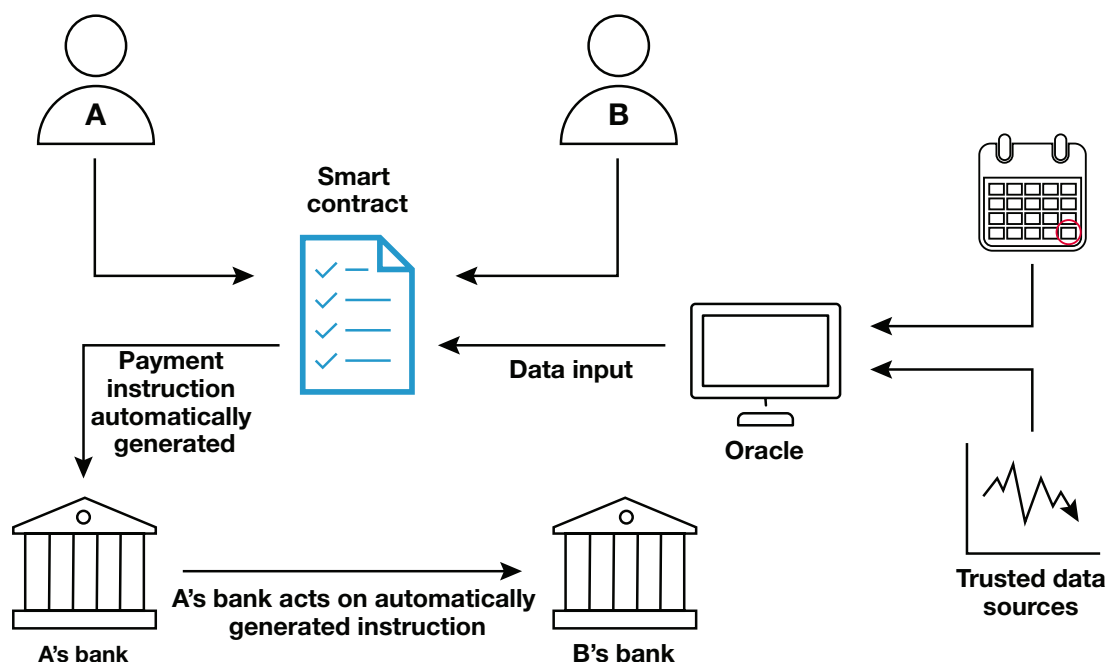 A
B
Smart
contract
Payment
instruction
automatically
generated
Data input
Oracle
Trusted data
sources
A's bank acts on automatically
generated instruction
A's bank
B's bank